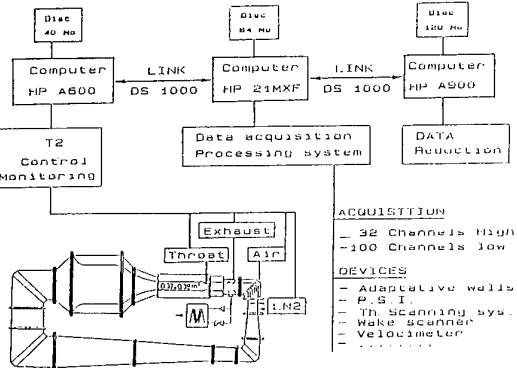 Disc
40 Mo
Disc
84 Mo
Disc
120 Mo
Computer
HP A600
LINK
DS 1000
Computer
HP 21MXF
LINK
DS 1000
Computer
HP A900
T2
Control
Monitoring
Data acquisition
Processing system
DATA
Reduction
Exhaust
Throat
Air
LN2
ACQUISITION
_ 32 Channels High
-100 Channels low
DEVICES
- Adaptative walls
- P.S.I.
- Th. Scanning sys.
- Wake scanner
- Velocimeter
- ........